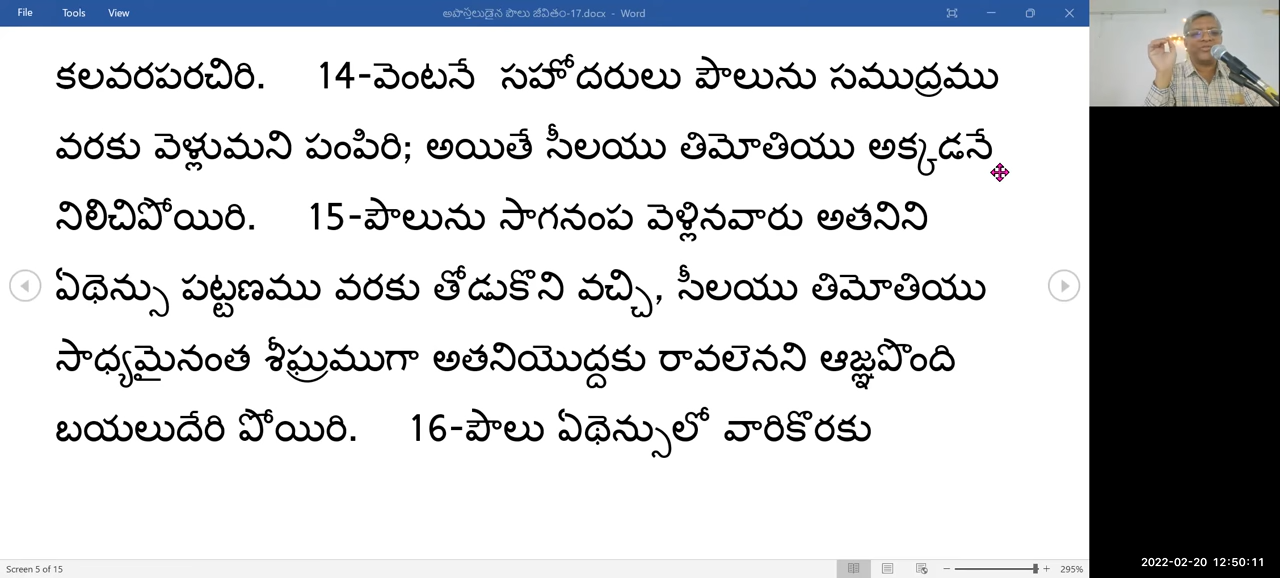 File Tools View అపొస్తలుడైన పౌలు జీవితం-17.docx - Word
కలవరపరచిరి. 14-వెంటనే సహోదరులు పౌలును సముద్రము
వరకు వెళ్లుమని పంపిరి; అయితే సీలయు తిమోతియు అక్కడనే
నిలిచిపోయిరి. 15-పౌలును సాగనంప వెళ్లినవారు అతనిని
ఏథెన్సు పట్టణము వరకు తోడుకొని వచ్చి, సీలయు తిమోతియు
సాధ్యమైనంత శీఘ్రముగా అతనియొద్దకు రావలెనని ఆజ్ఞపొంది
బయలుదేరి పోయిరి. 16-పౌలు ఏథెన్సులో వారికొరకు
Screen 5 of 15 295%
2022-02-20 12:50:11